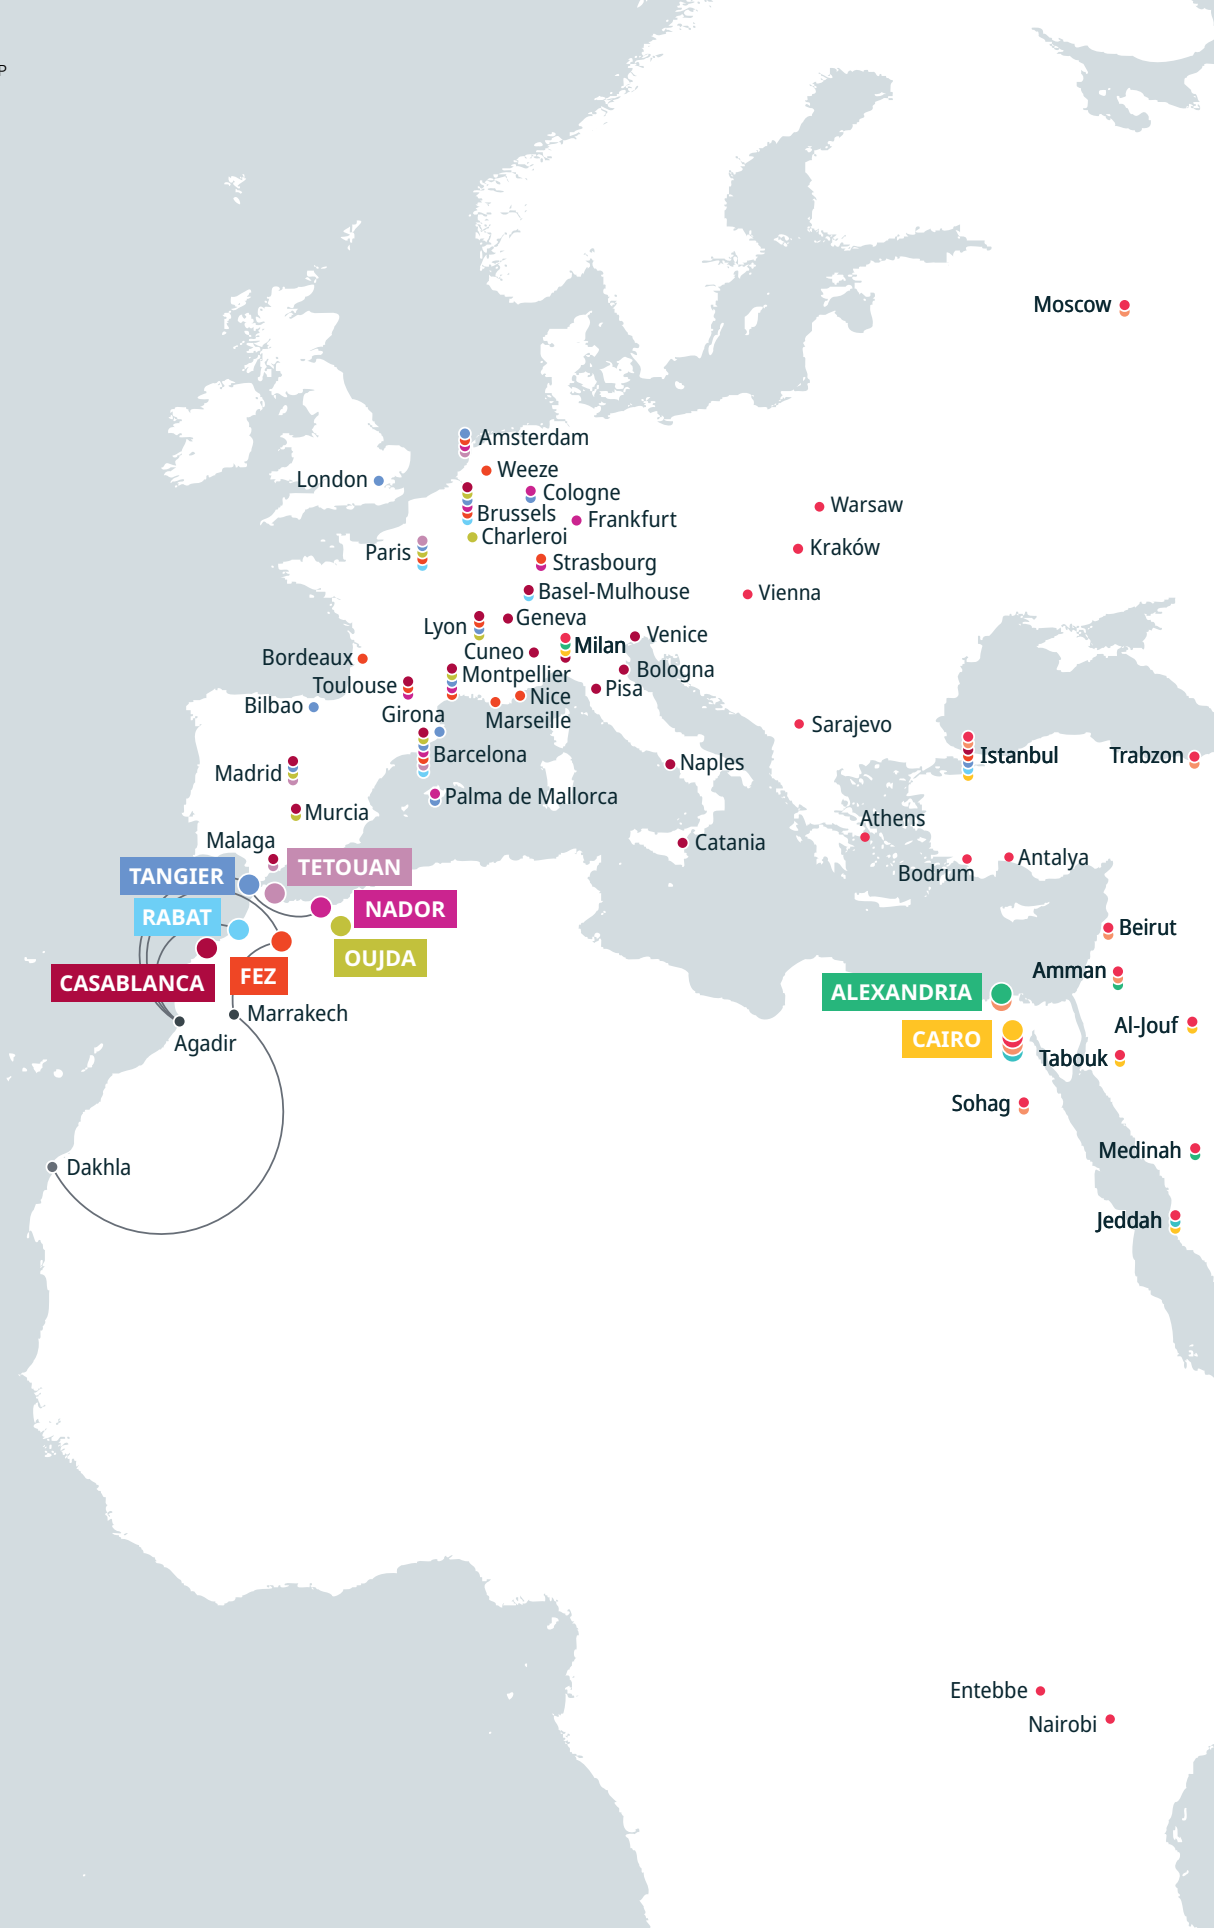 P
Moscow
Amsterdam
Weeze
London
Cologne
Warsaw
Brussels
Frankfurt
Charleroi
Paris
Kraków
Strasbourg
Basel-Mulhouse
Vienna
Geneva
Lyon
Venice
Milan
Cuneo
Bordeaux
Bologna
Montpellier
Toulouse
Pisa
Nice
Bilbao
Girona
Marseille
Sarajevo
Barcelona
Istanbul
Trabzon
Naples
Madrid
Palma de Mallorca
Murcia
Athens
Malaga
Catania
Antalya
TETOUAN
Bodrum
TANGIER
NADOR
RABAT
Beirut
OUJDA
Amman
FEZ
CASABLANCA
ALEXANDRIA
Marrakech
Al-Jouf
CAIRO
Agadir
Tabouk
Sohag
Medinah
Dakhla
Jeddah
Entebbe
Nairobi